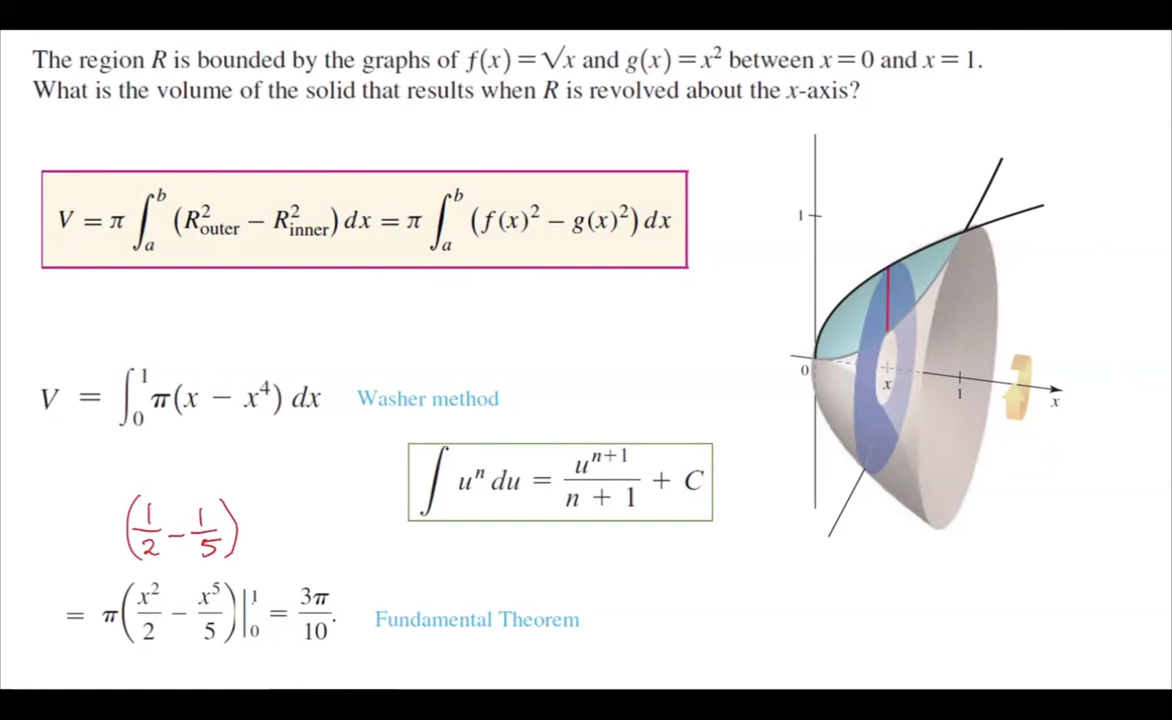 The region R is bounded by the graphs of f(x) = √x and g(x) = x² between x = 0 and x = 1.
What is the volume of the solid that results when R is revolved about the x-axis?
V = π ∫_a^b (R²_outer − R²_inner) dx = π ∫_a^b (f(x)² − g(x)²) dx
1
0
x
1
x
V = ∫_0^1 π(x − x⁴) dx Washer method
∫ uⁿ du = uⁿ⁺¹/(n + 1) + C
(1/2 − 1/5)
= π(x²/2 − x⁵/5)|_0^1 = 3π/10. Fundamental Theorem